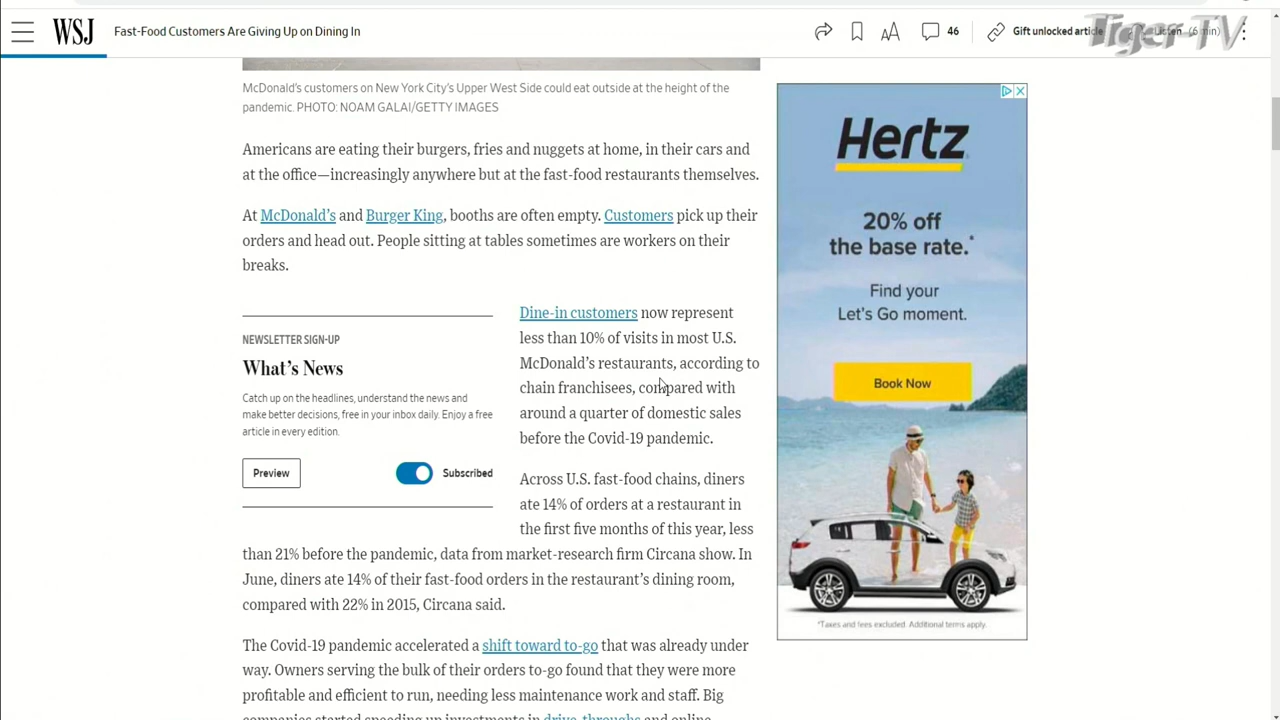 WSJ
Fast-Food Customers Are Giving Up on Dining In
46
Gift unlocked article
Listen (6 min)
Tiger-TV
McDonald's customers on New York City's Upper West Side could eat outside at the height of the
pandemic. PHOTO: NOAM GALAI/GETTY IMAGES
Americans are eating their burgers, fries and nuggets at home, in their cars and
at the office—increasingly anywhere but at the fast-food restaurants themselves.
At McDonald's and Burger King, booths are often empty. Customers pick up their
orders and head out. People sitting at tables sometimes are workers on their
breaks.
NEWSLETTER SIGN-UP
What's News
Catch up on the headlines, understand the news and
make better decisions, free in your inbox daily. Enjoy a free
article in every edition.
Preview
Subscribed
Dine-in customers now represent
less than 10% of visits in most U.S.
McDonald's restaurants, according to
chain franchisees, compared with
around a quarter of domestic sales
before the Covid-19 pandemic.
Across U.S. fast-food chains, diners
ate 14% of orders at a restaurant in
the first five months of this year, less
than 21% before the pandemic, data from market-research firm Circana show. In
June, diners ate 14% of their fast-food orders in the restaurant's dining room,
compared with 22% in 2015, Circana said.
The Covid-19 pandemic accelerated a shift toward to-go that was already under
way. Owners serving the bulk of their orders to-go found that they were more
profitable and efficient to run, needing less maintenance work and staff. Big
companies started speeding up investments in drive-throughs and online
Hertz
20% off
the base rate.*
Find your
Let's Go moment.
Book Now
*Taxes and fees excluded. Additional terms apply.